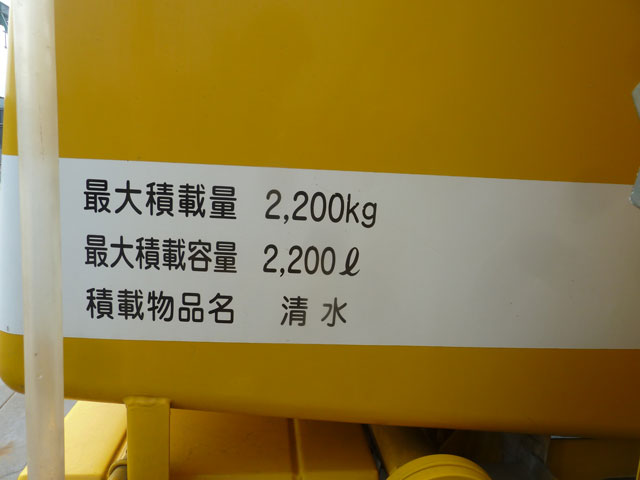 最大積載量 2,200kg
最大積載容量 2,200ℓ
積載物品名 清水